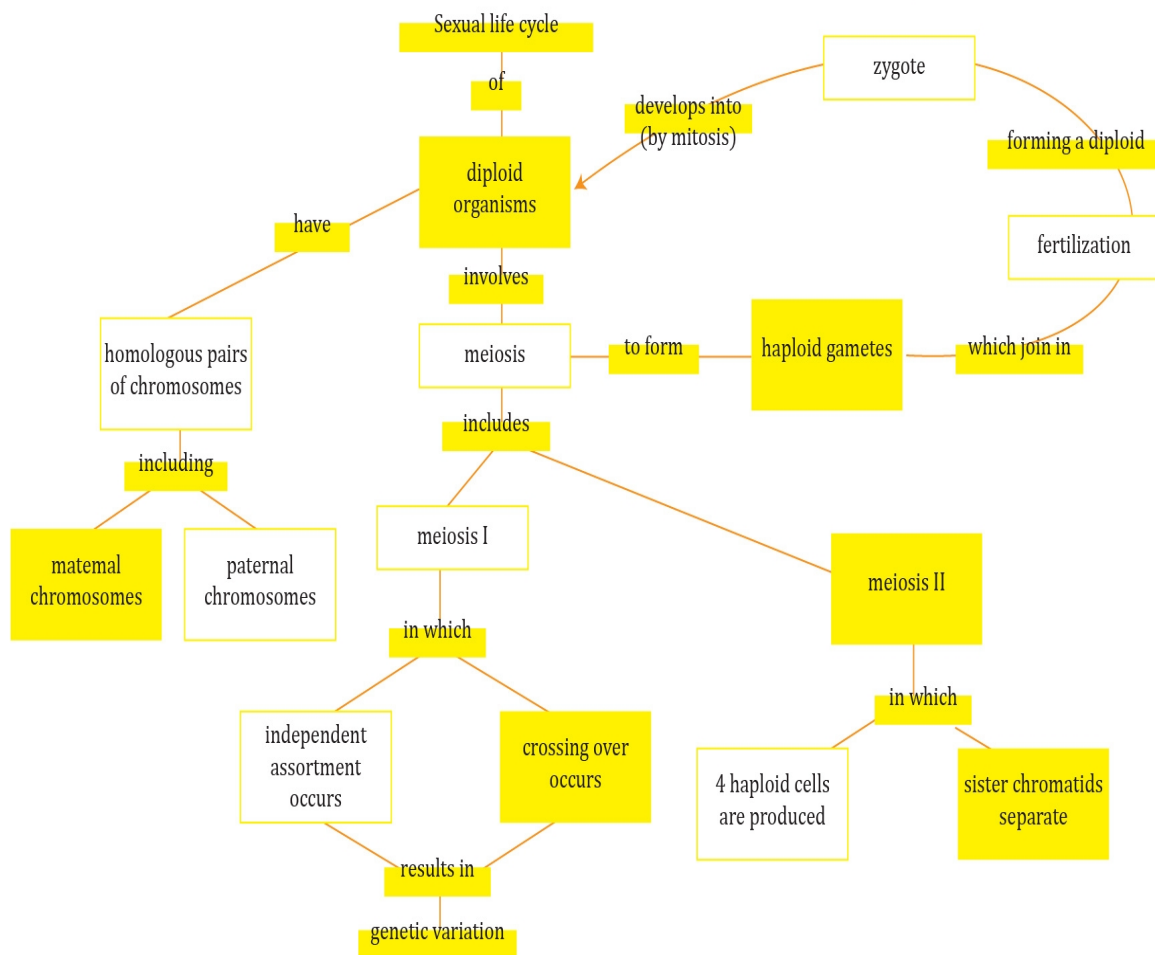 Sexual life cycle
of
zygote
develops into
(by mitosis)
forming a diploid
diploid
organisms
have
fertilization
involves
homologous pairs
of chromosomes
meiosis
to form
haploid gametes
which join in
includes
including
meiosis I
matemal
chromosomes
paternal
chromosomes
meiosis II
in which
in which
independent
assortment
occurs
crossing over
occurs
4 haploid cells
are produced
sister chromatids
separate
results in
genetic variation